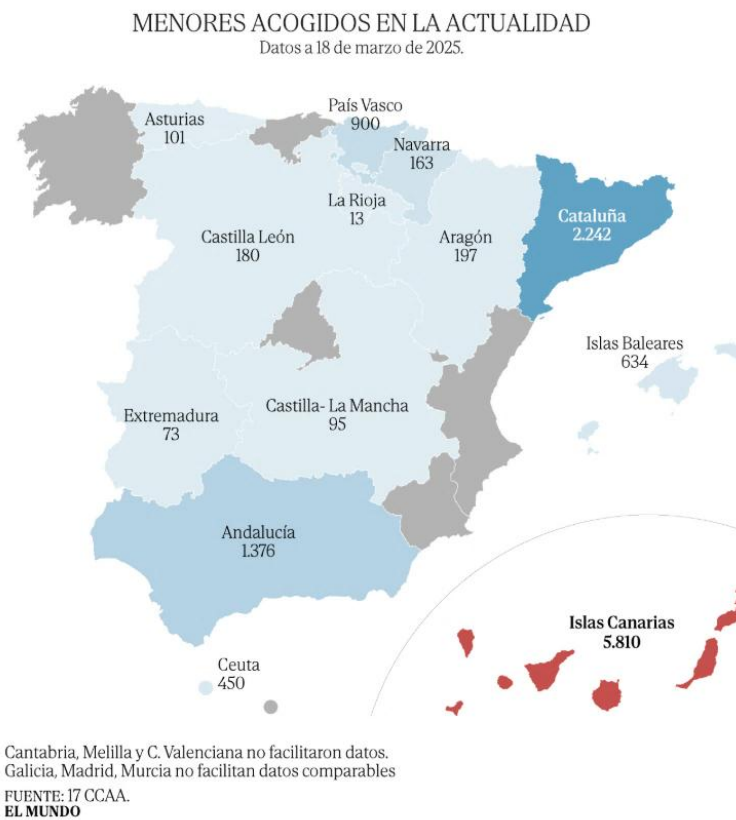 MENORES ACOGIDOS EN LA ACTUALIDAD
Datos a 18 de marzo de 2025.
País Vasco
900
Asturias
101
Navarra
163
La Rioja
13
Cataluña
2.242
Castilla León
180
Aragón
197
Islas Baleares
634
Extremadura
73
Castilla- La Mancha
95
Andalucía
1.376
Islas Canarias
5.810
Ceuta
450
Cantabria, Melilla y C. Valenciana no facilitaron datos.
Galicia, Madrid, Murcia no facilitan datos comparables
FUENTE: 17 CCAA.
EL MUNDO